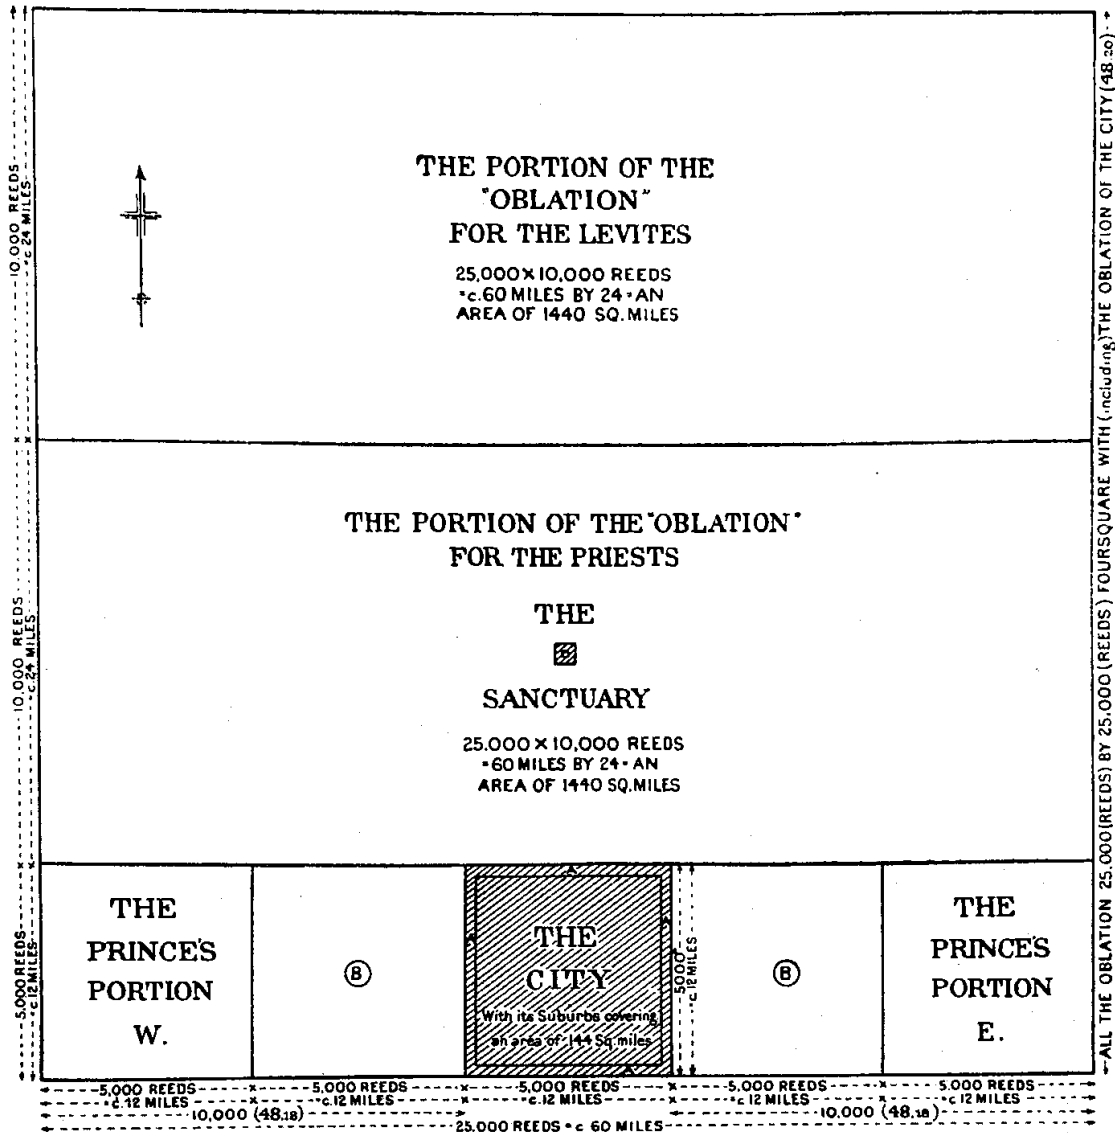 THE PORTION OF THE
"OBLATION"
FOR THE LEVITES
25,000 X 10,000 REEDS
=c.60 MILES BY 24=AN
AREA OF 1440 SQ.MILES
10,000 REEDS
=c.24 MILES
THE PORTION OF THE "OBLATION"
FOR THE PRIESTS
THE
SANCTUARY
25,000 X 10,000 REEDS
=60 MILES BY 24=AN
AREA OF 1440 SQ.MILES
10,000 REEDS
=c.24 MILES
5,000 REEDS
=c.12 MILES
THE
PRINCE'S
PORTION
W.
B
THE
CITY
With its Suburbs covering
an area of 144 Sq.miles
5000
=c.12 MILES
B
THE
PRINCE'S
PORTION
E.
ALL THE OBLATION 25,000 (REEDS) BY 25,000 (REEDS) FOURSQUARE WITH (including) THE OBLATION OF THE CITY (48.20)
5,000 REEDS x 5,000 REEDS x 5,000 REEDS x 5,000 REEDS x 5,000 REEDS
=c.12 MILES x =c.12 MILES x =c.12 MILES x =c.12 MILES x =c.12 MILES
10,000 (48.18) 10,000 (48.18)
25,000 REEDS =c 60 MILES